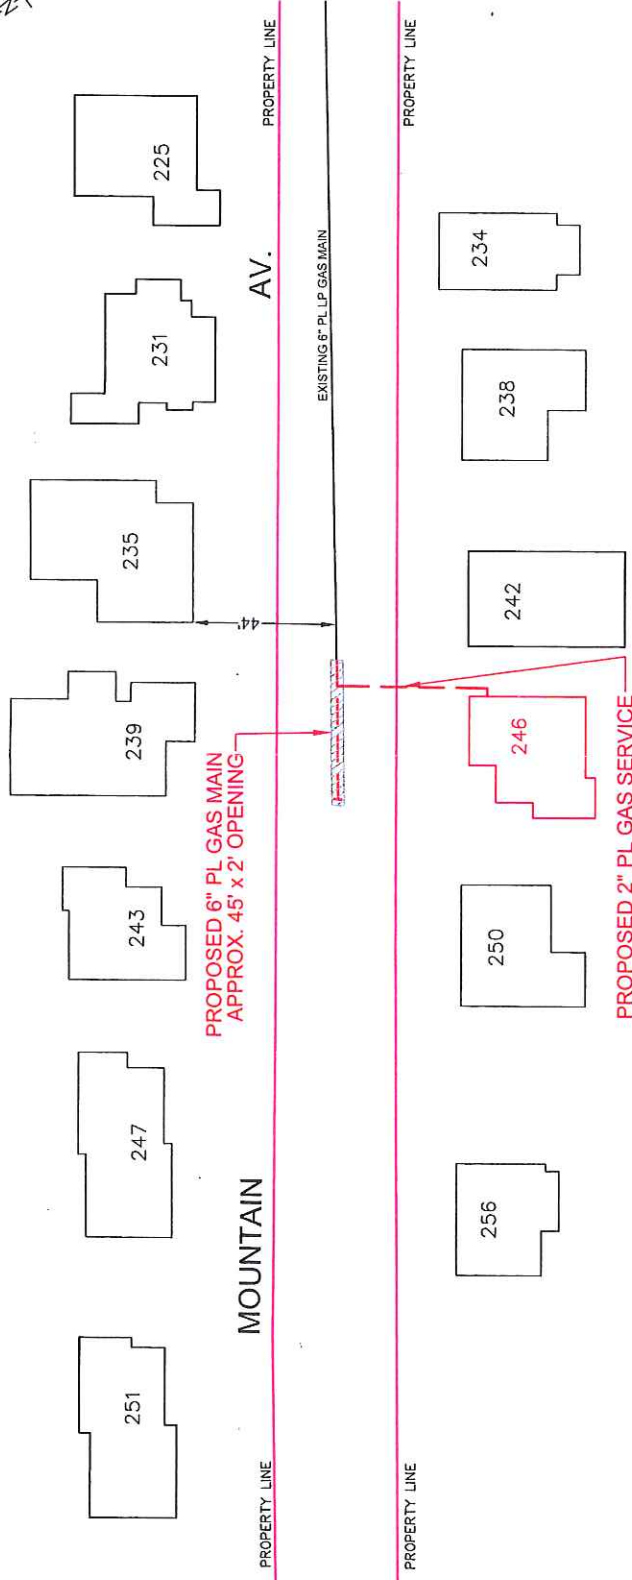 251
247
243
239
235
231
225
PROPOSED 6" PL GAS MAIN
APPROX. 45' x 2' OPENING
MOUNTAIN AV.
PROPERTY LINE
PROPERTY LINE
44'
EXISTING 6" PL LP GAS MAIN
PROPERTY LINE
PROPERTY LINE
256
250
246
242
238
234
PROPOSED 2" PL GAS SERVICE